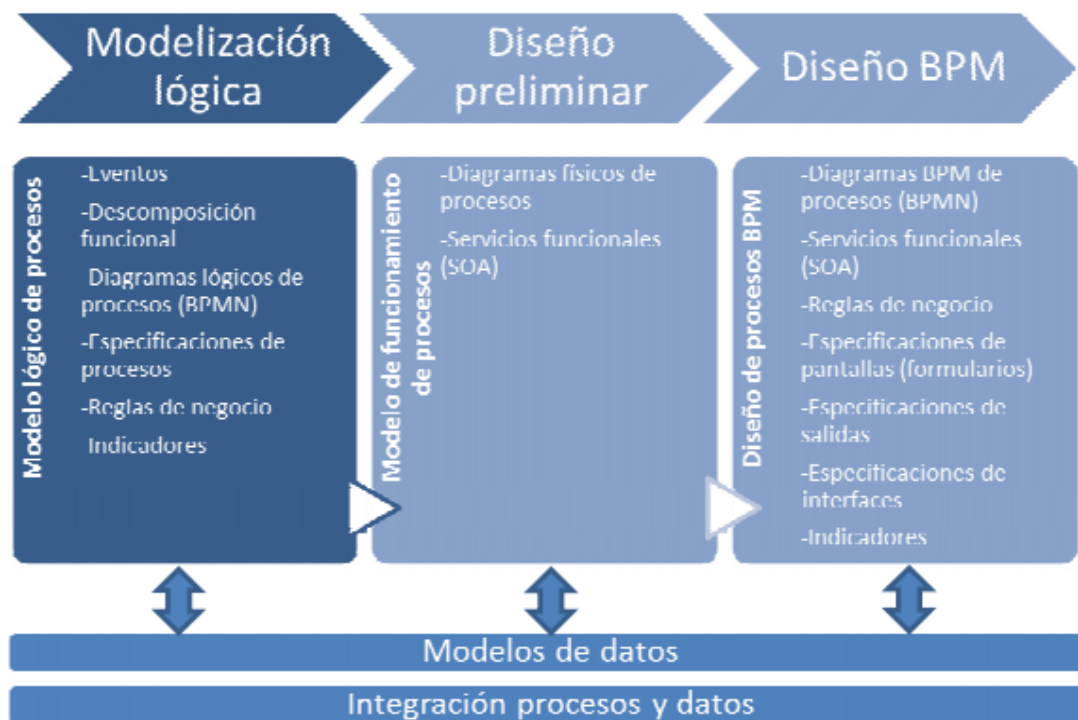 Modelización
lógica
Diseño
preliminar
Diseño BPM
Modelo lógico de procesos
-Eventos
-Descomposición
funcional
Diagramas lógicos de
procesos (BPMN)
-Especificaciones de
procesos
-Reglas de negocio
Indicadores
Modelo de funcionamiento
de procesos
-Diagramas físicos de
procesos
-Servicios funcionales
(SOA)
Diseño de procesos BPM
-Diagramas BPM de
procesos (BPMN)
-Servicios funcionales
(SOA)
-Reglas de negocio
-Especificaciones de
pantallas (formularios)
-Especificaciones de
salidas
-Especificaciones de
interfaces
-Indicadores
Modelos de datos
Integración procesos y datos